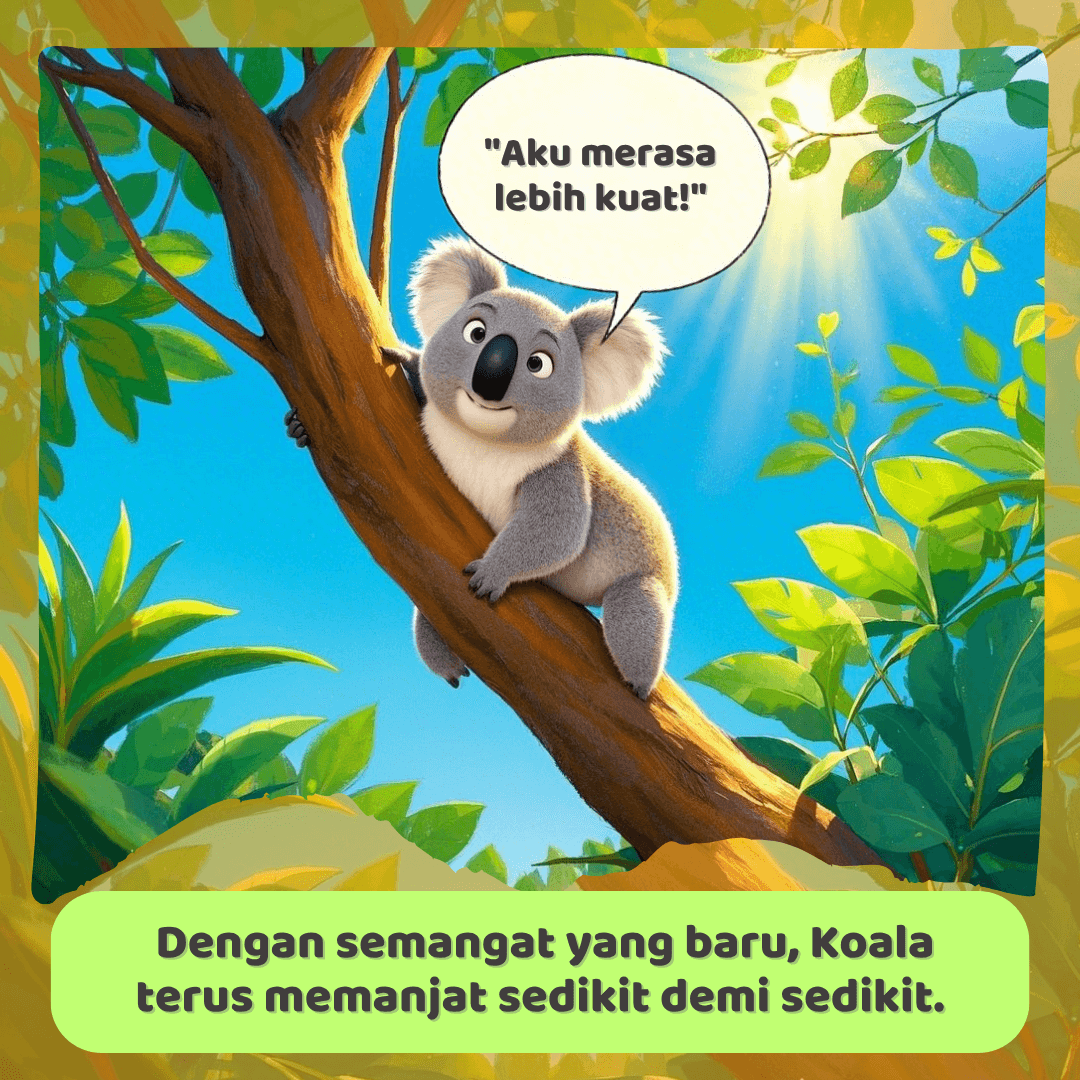 "Aku merasa
lebih kuat!"
Dengan semangat yang baru, Koala
terus memanjat sedikit demi sedikit.